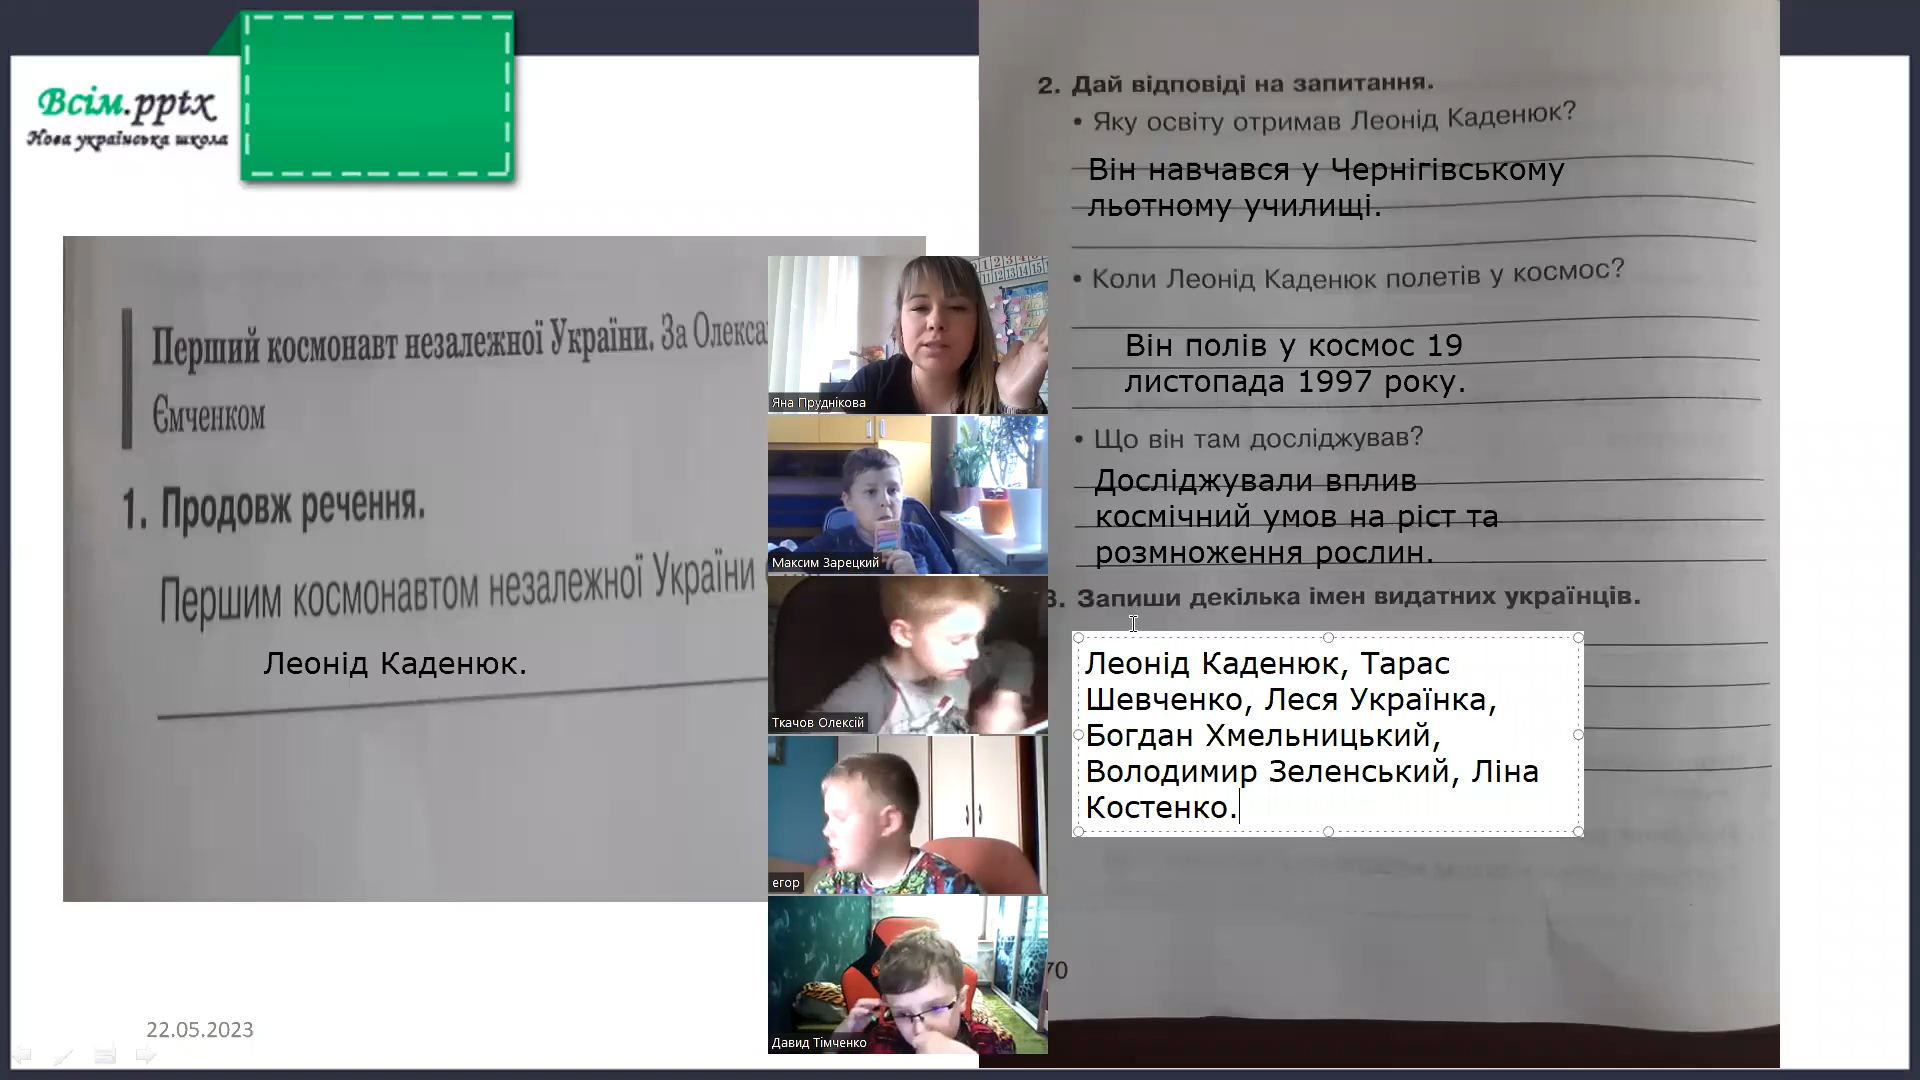 Всім.pptx
Нова українська школа
Перший космонавт незалежної України. За Олекса
Ємченком
1. Продовж речення.
Першим космонавтом незалежної України
Леонід Каденюк.
22.05.2023
Яна Пруднікова
Максим Зарецкий
Ткачов Олексій
егор
Давид Тімченко
2. Дай відповіді на запитання.
• Яку освіту отримав Леонід Каденюк?
Він навчався у Чернігівському
льотному училищі.
• Коли Леонід Каденюк полетів у космос?
Він полів у космос 19
листопада 1997 року.
• Що він там досліджував?
Досліджували вплив
космічний умов на ріст та
розмноження рослин.
3. Запиши декілька імен видатних українців.
Леонід Каденюк, Тарас
Шевченко, Леся Українка,
Богдан Хмельницький,
Володимир Зеленський, Ліна
Костенко.
70